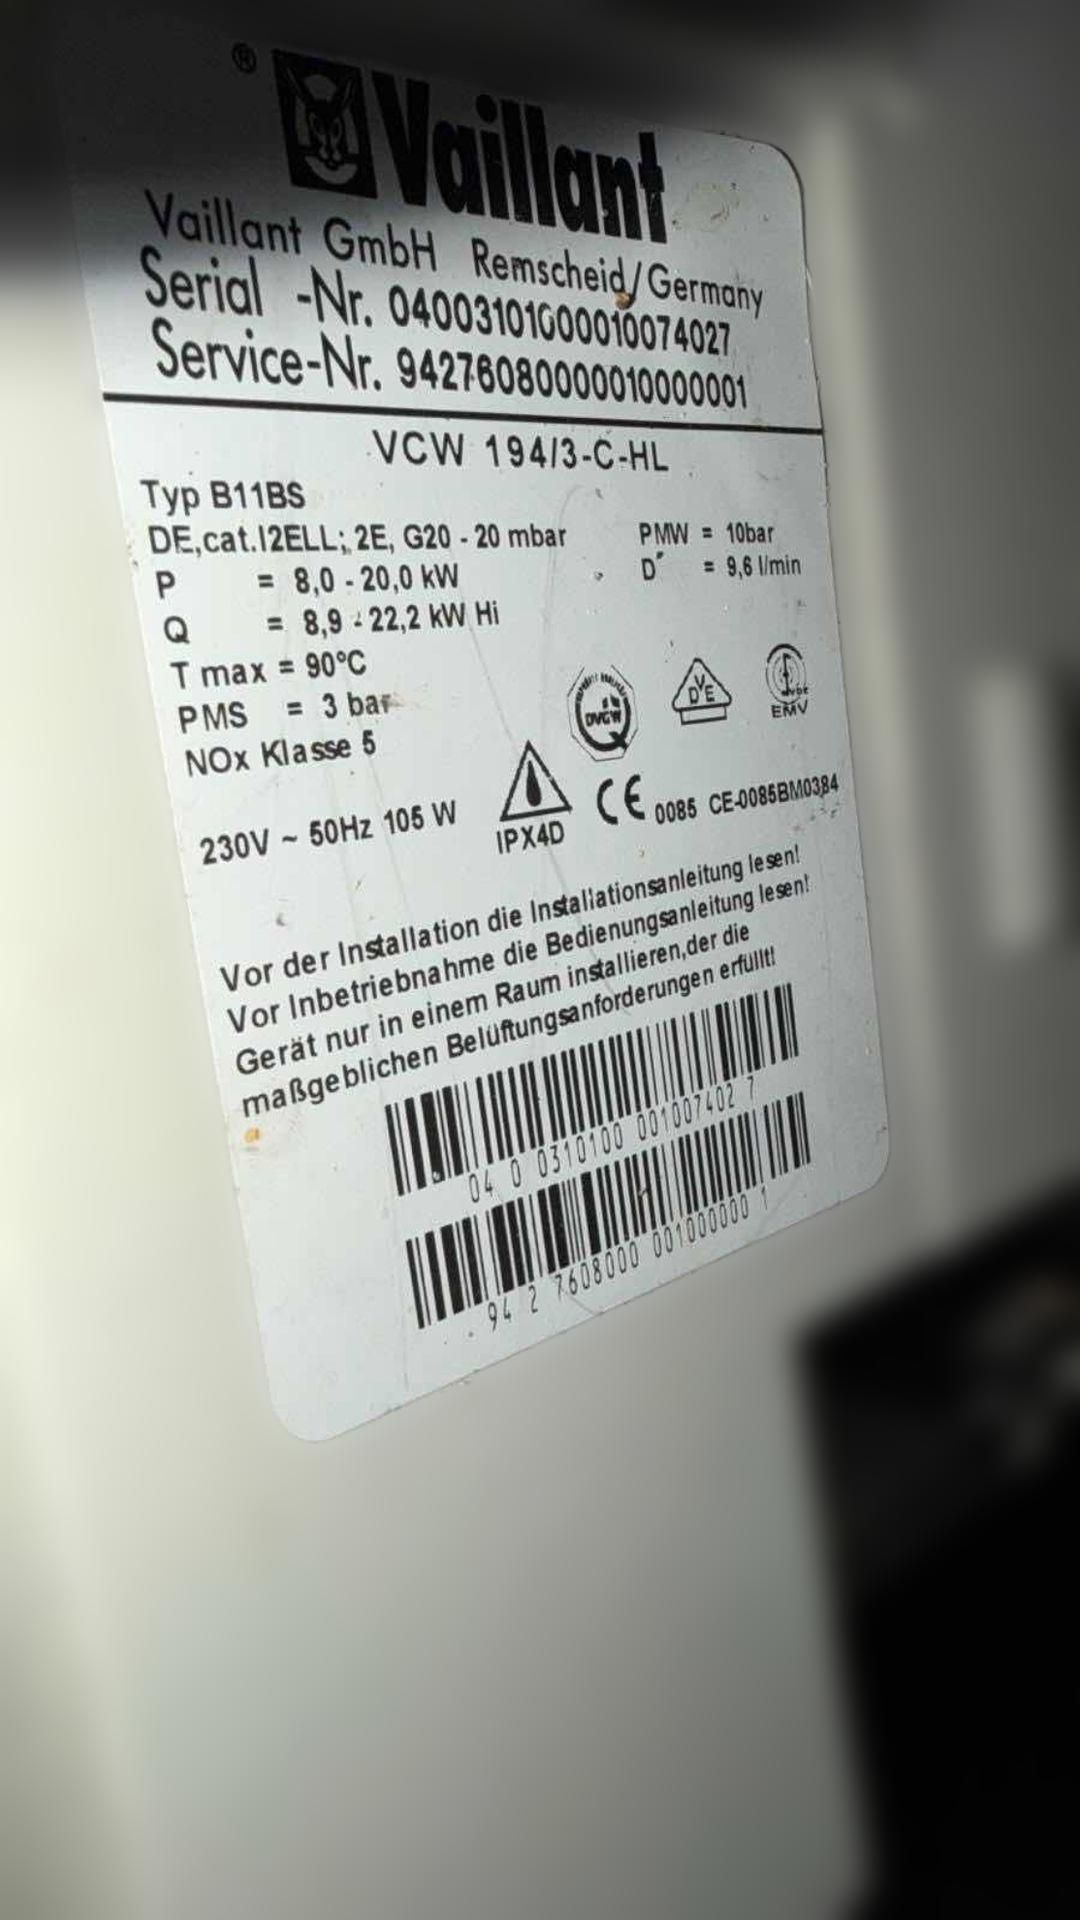 ® Vaillant
Vaillant GmbH Remscheid/Germany
Serial -Nr. 04003101000010074027
Service-Nr. 94276080000010000001
VCW 194/3-C-HL
Typ B11BS
DE,cat.I2ELL; 2E, G20 - 20 mbar
PMW = 10bar
P = 8,0 - 20,0 kW
D = 9,6 l/min
Q = 8,9 - 22,2 kW Hi
T max = 90°C
PMS = 3 bar
NOx Klasse 5
DVGW
DVE
EMV
230V ~ 50Hz 105 W
IPX4D
CE 0085 CE-0085BM0384
Vor der Installation die Installationsanleitung lesen!
Vor Inbetriebnahme die Bedienungsanleitung lesen!
Gerät nur in einem Raum installieren,der die
maßgeblichen Belüftungsanforderungen erfüllt!
04 0 0310100 001007402 7
94 2 7608000 001000000 1